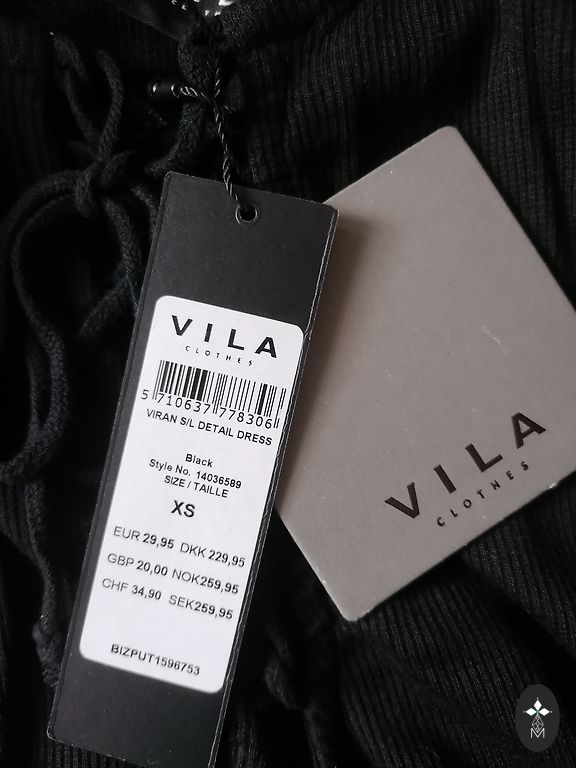 VILA
CLOTHES
5 710637 778306
VIRAN S/L DETAIL DRESS
Black
Style No. 14036589
SIZE / TAILLE
XS
EUR 29,95 DKK 229,95
GBP 20,00 NOK259,95
CHF 34,90 SEK259,95
BIZPUT1596753
VILA
CLOTHES
M